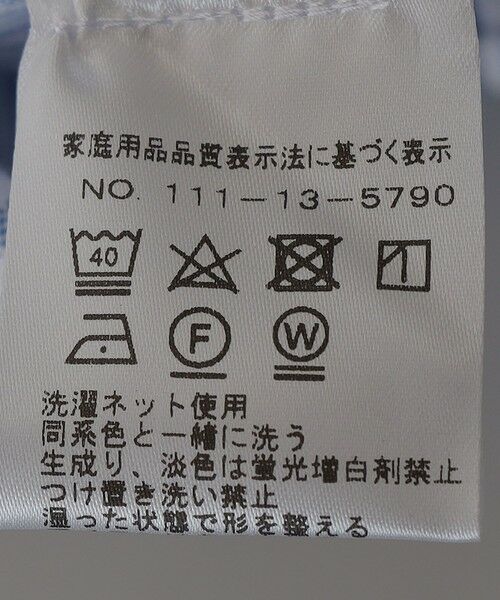 家庭用品品質表示法に基づく表示
NO. 111-13-5790
40
F W
洗濯ネット使用
同系色と一緒に洗う
生成り、淡色は蛍光増白剤禁止
つけ置き洗い禁止
湿った状態で形を整える